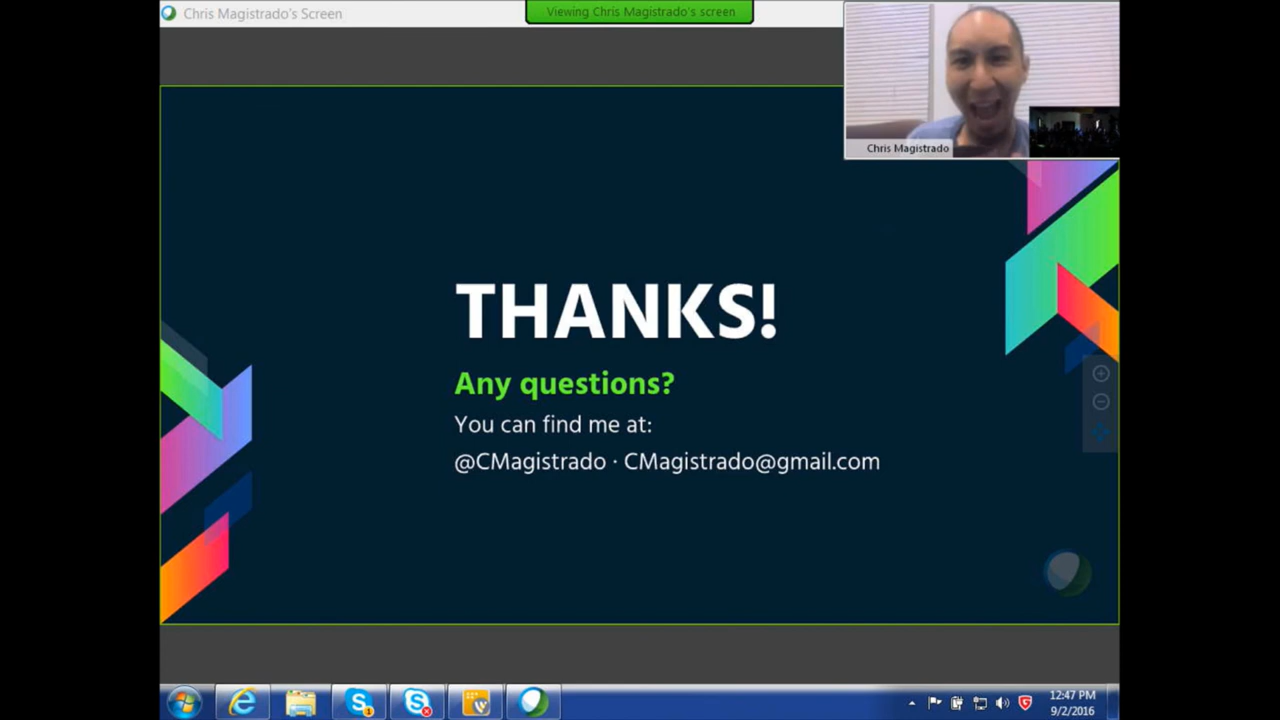 Chris Magistrado's Screen
Viewing Chris Magistrado's screen
Chris Magistrado
THANKS!
Any questions?
You can find me at:
@CMagistrado · CMagistrado@gmail.com
12:47 PM
9/2/2016